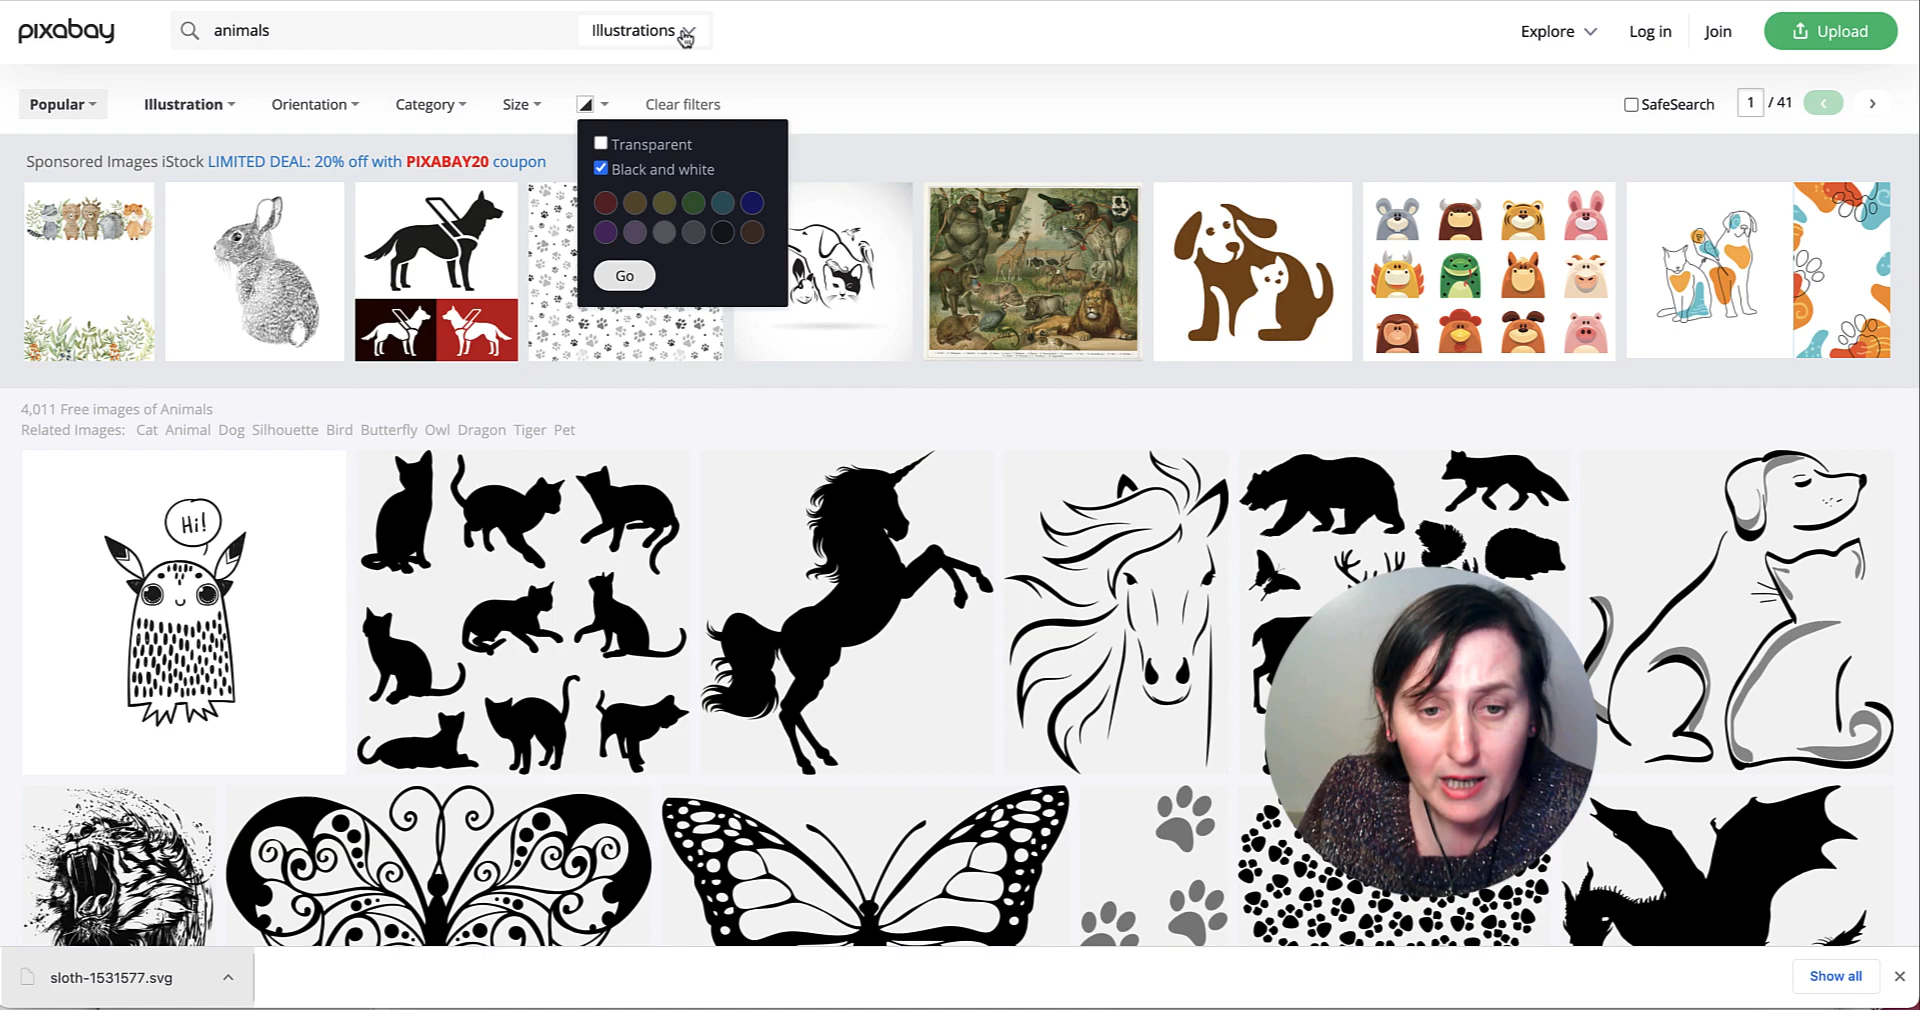 pixabay
animals
Illustrations
Explore
Log in
Join
Upload
Popular
Illustration
Orientation
Category
Size
Clear filters
SafeSearch
1 / 41
Transparent
Black and white
Go
Sponsored Images iStock LIMITED DEAL: 20% off with PIXABAY20 coupon
4,011 Free images of Animals
Related Images: Cat Animal Dog Silhouette Bird Butterfly Owl Dragon Tiger Pet
Hi!
sloth-1531577.svg
Show all